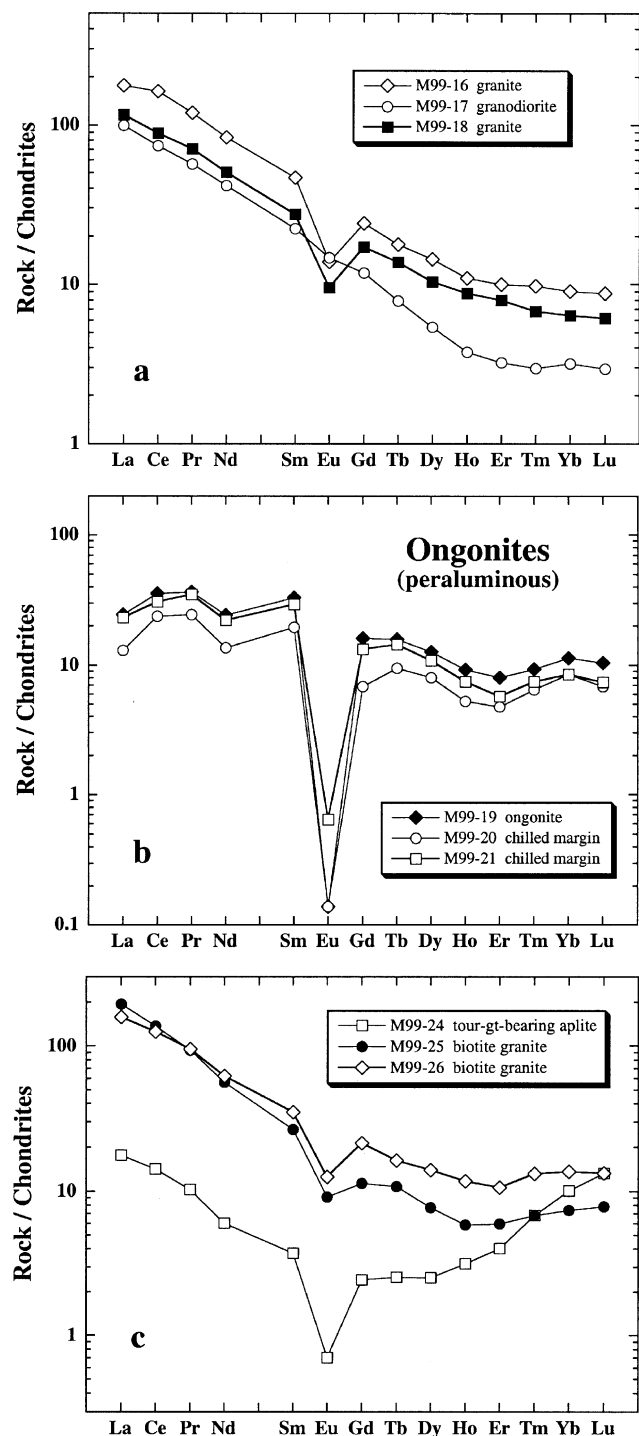 100
10
1
Rock / Chondrites
M99-16 granite
M99-17 granodiorite
M99-18 granite
a
La Ce Pr Nd Sm Eu Gd Tb Dy Ho Er Tm Yb Lu
100
10
1
0.1
Rock / Chondrites
Ongonites
(peraluminous)
M99-19 ongonite
M99-20 chilled margin
M99-21 chilled margin
b
La Ce Pr Nd Sm Eu Gd Tb Dy Ho Er Tm Yb Lu
100
10
1
Rock / Chondrites
M99-24 tour-gt-bearing aplite
M99-25 biotite granite
M99-26 biotite granite
c
La Ce Pr Nd Sm Eu Gd Tb Dy Ho Er Tm Yb Lu